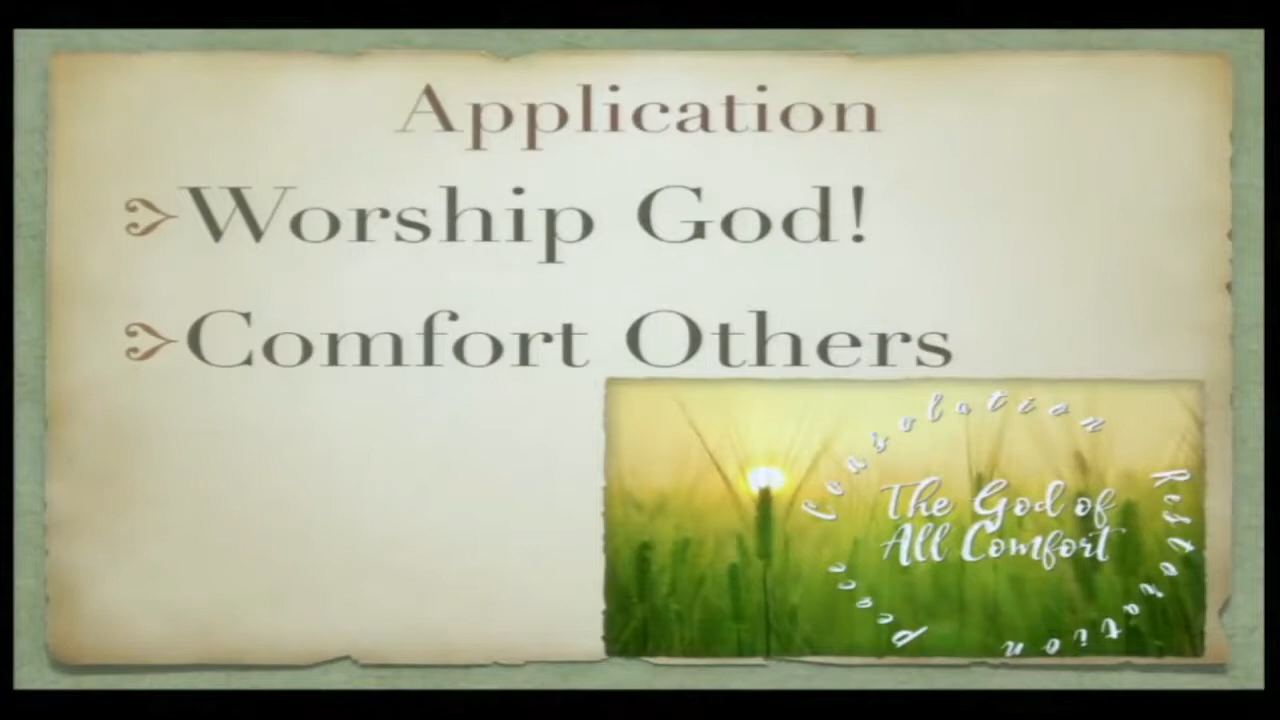 Application
Worship God!
Comfort Others
Consolation
The God of
All Comfort
Restoration
Peace